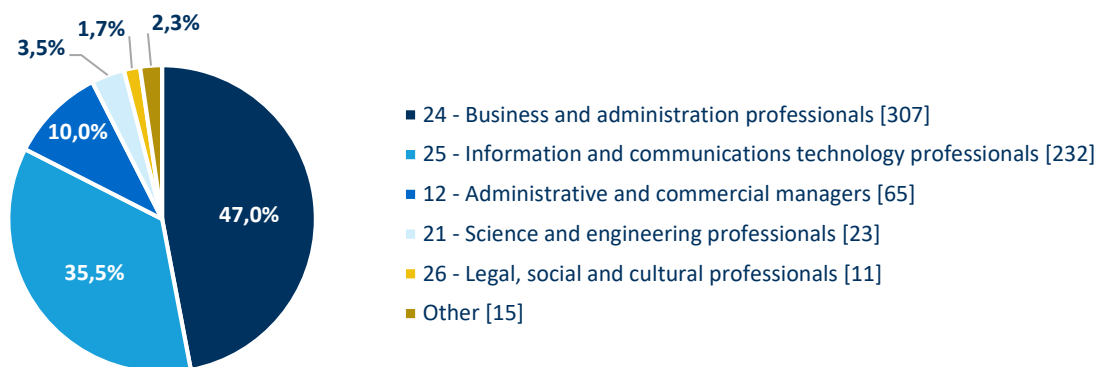 1,7%
2,3%
3,5%
10,0%
47,0%
35,5%
24 - Business and administration professionals [307]
25 - Information and communications technology professionals [232]
12 - Administrative and commercial managers [65]
21 - Science and engineering professionals [23]
26 - Legal, social and cultural professionals [11]
Other [15]